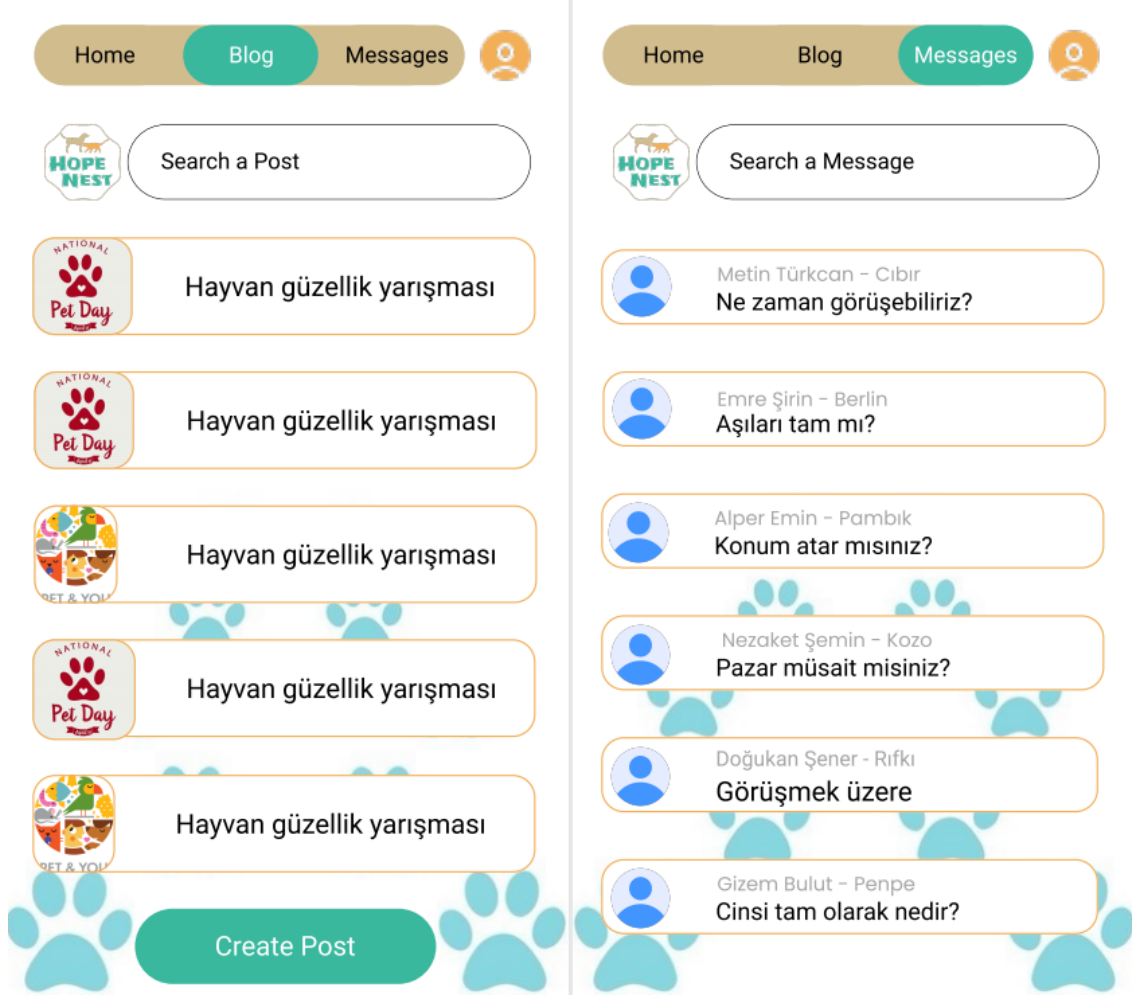 Home Blog Messages
HOPE
NEST
Search a Post
NATIONAL
Pet Day
Hayvan güzellik yarışması
NATIONAL
Pet Day
Hayvan güzellik yarışması
PET & YOU
Hayvan güzellik yarışması
NATIONAL
Pet Day
Hayvan güzellik yarışması
PET & YOU
Hayvan güzellik yarışması
Create Post
Home Blog Messages
HOPE
NEST
Search a Message
Metin Türkcan - Cıbır
Ne zaman görüşebiliriz?
Emre Şirin - Berlin
Aşıları tam mı?
Alper Emin - Pambık
Konum atar mısınız?
Nezaket Şemin - Kozo
Pazar müsait misiniz?
Doğukan Şener - Rıfkı
Görüşmek üzere
Gizem Bulut - Penpe
Cinsi tam olarak nedir?